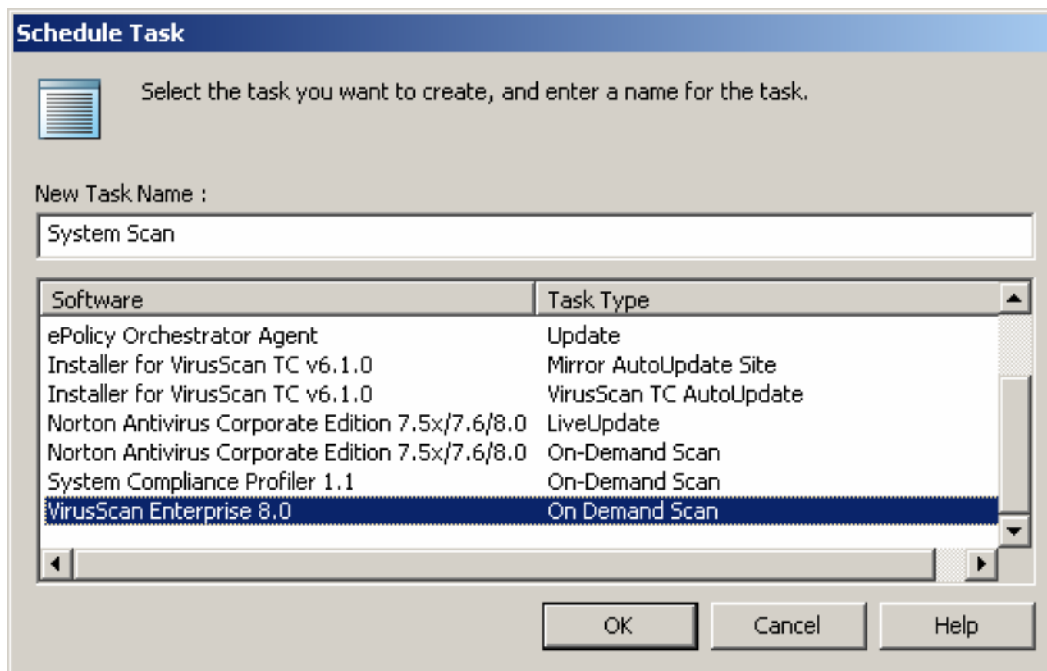 Schedule Task
Select the task you want to create, and enter a name for the task.
New Task Name :
System Scan
Software Task Type
ePolicy Orchestrator Agent Update
Installer for VirusScan TC v6.1.0 Mirror AutoUpdate Site
Installer for VirusScan TC v6.1.0 VirusScan TC AutoUpdate
Norton Antivirus Corporate Edition 7.5x/7.6/8.0 LiveUpdate
Norton Antivirus Corporate Edition 7.5x/7.6/8.0 On-Demand Scan
System Compliance Profiler 1.1 On-Demand Scan
VirusScan Enterprise 8.0 On Demand Scan
OK Cancel Help